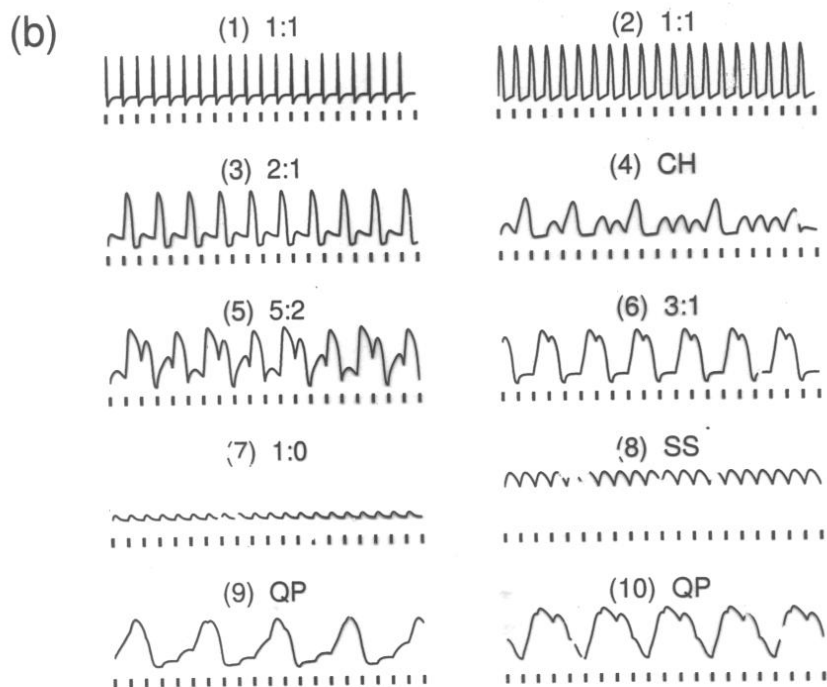 (b)
(1) 1:1
(2) 1:1
(3) 2:1
(4) CH
(5) 5:2
(6) 3:1
(7) 1:0
(8) SS
(9) QP
(10) QP